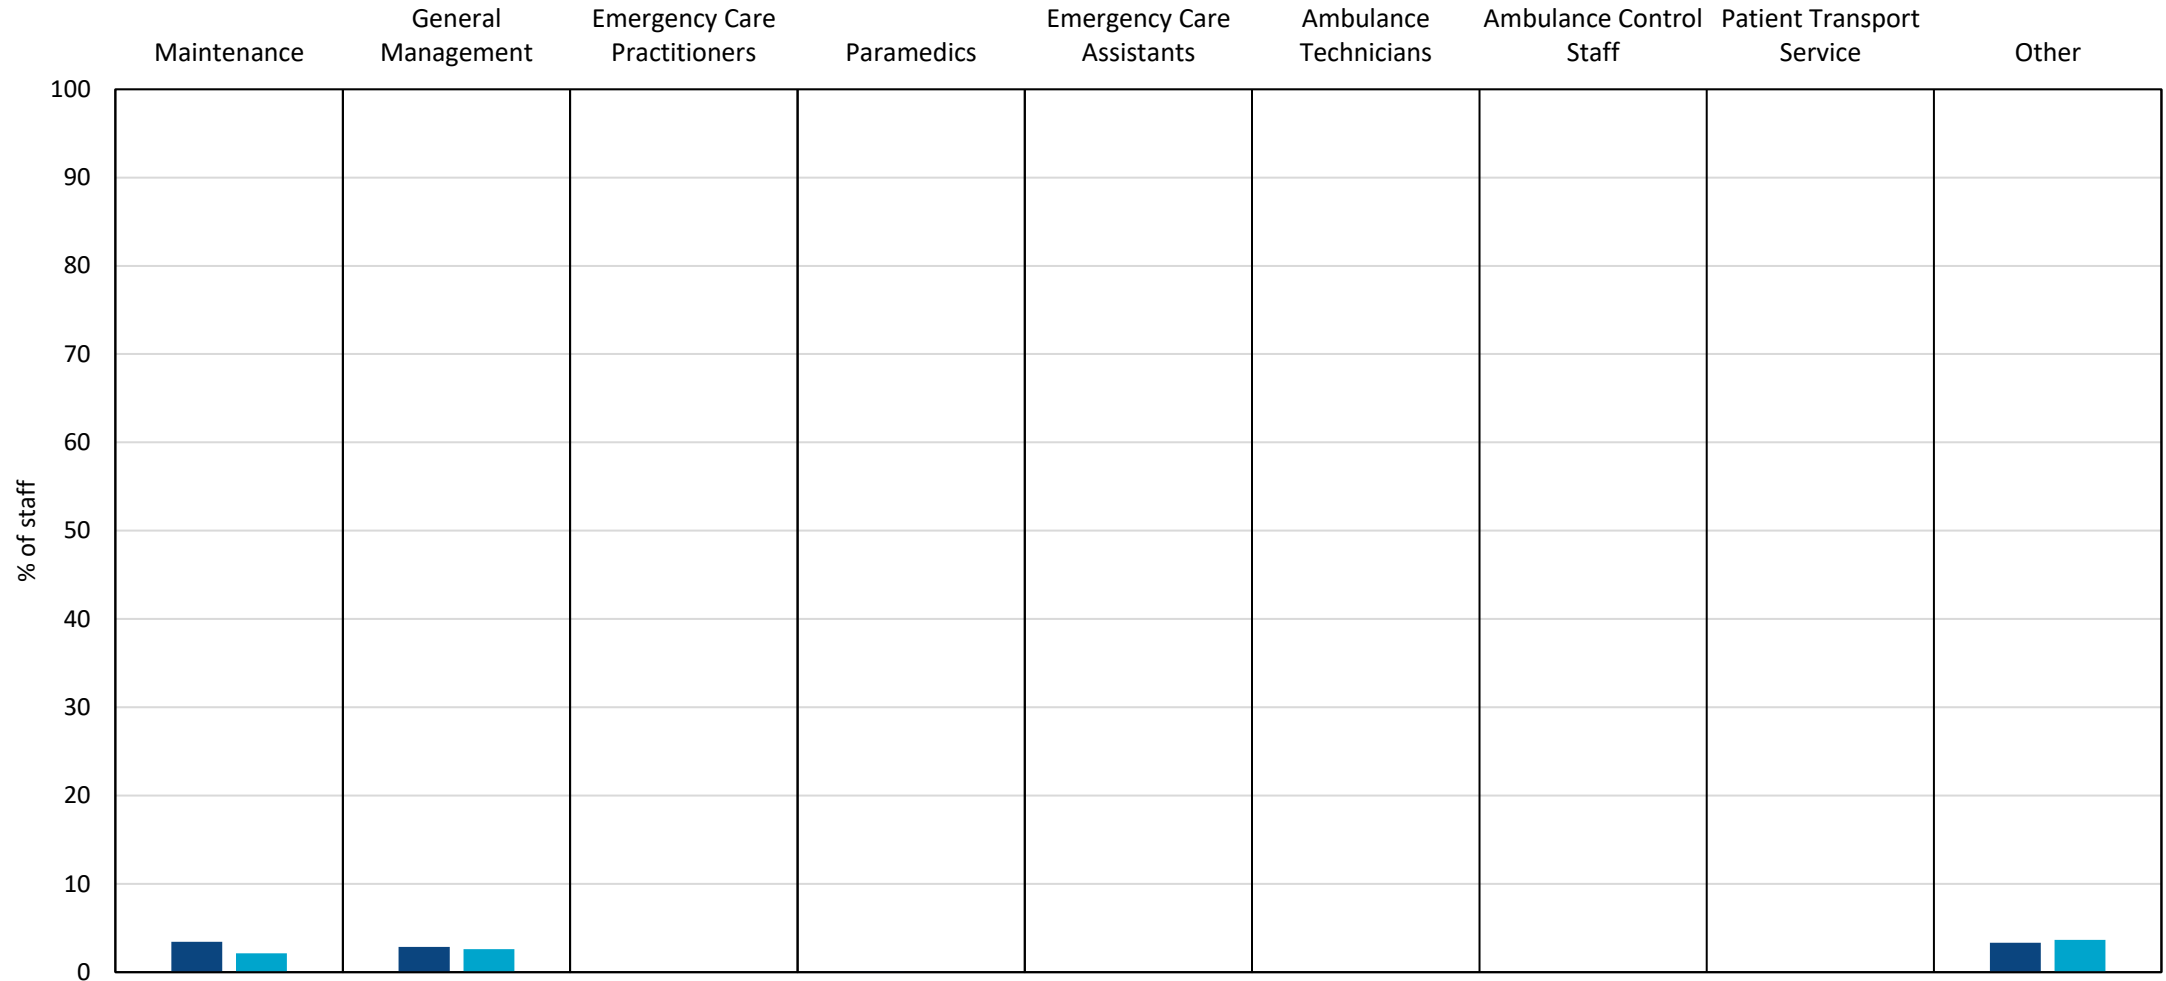 Maintenance
General
Management
Emergency Care
Practitioners
Paramedics
Emergency Care
Assistants
Ambulance
Technicians
Ambulance Control
Staff
Patient Transport
Service
Other
% of staff
100
90
80
70
60
50
40
30
20
10
0